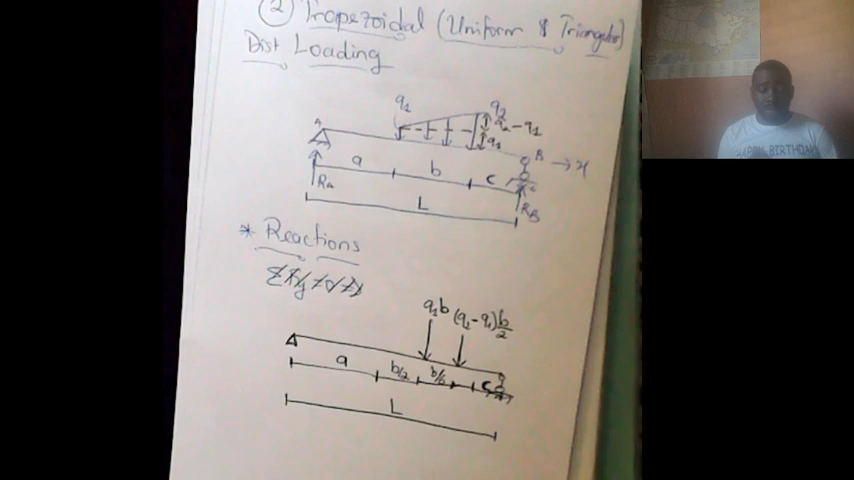 ② Trapezoidal (Uniform & Triangular)
Dist Loading
q₁ q₂
q₂-q₁
q₁
A B → x
a b c
Ra RB
L
* Reactions
q₁b (q₂-q₁)b/2
a b/2 b/6 c
L
HAPPY BIRTHDAY